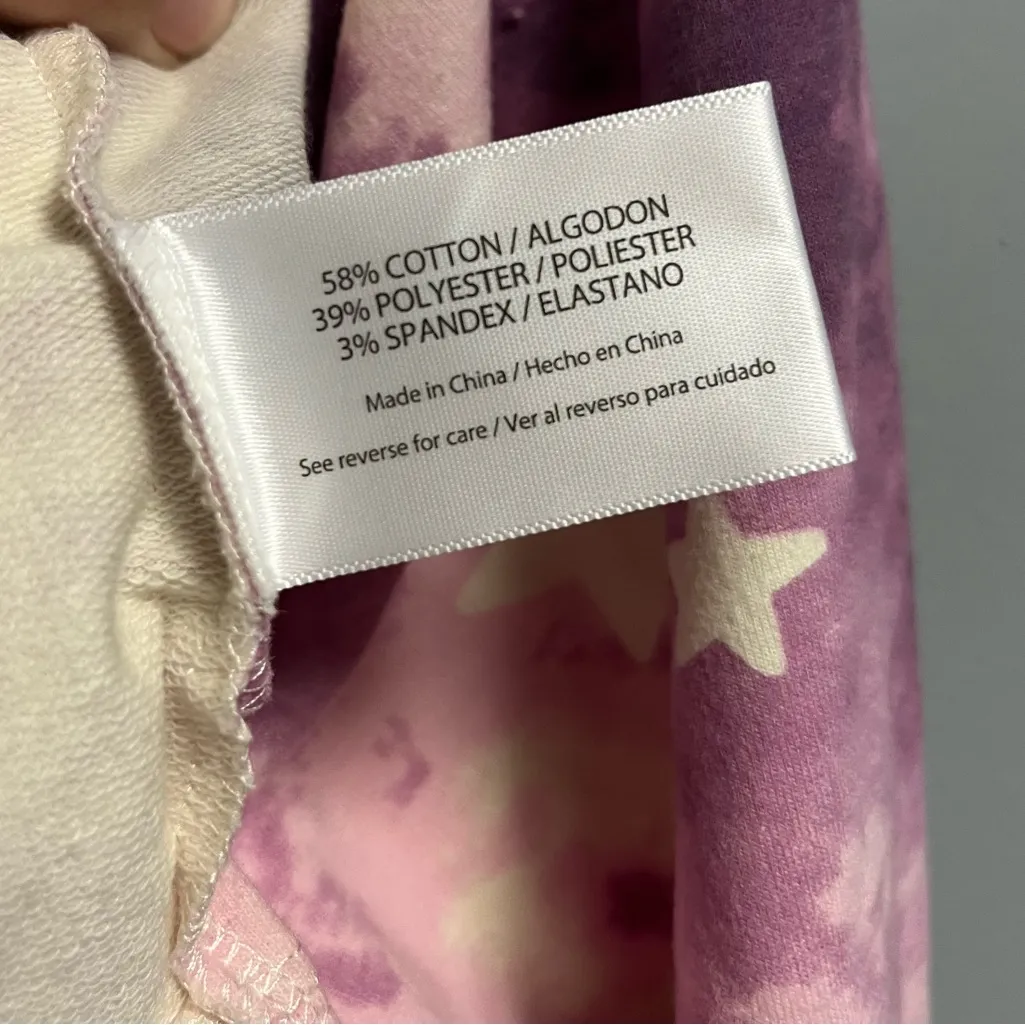 58% COTTON / ALGODON
39% POLYESTER / POLIESTER
3% SPANDEX / ELASTANO
Made in China / Hecho en China
See reverse for care / Ver al reverso para cuidado